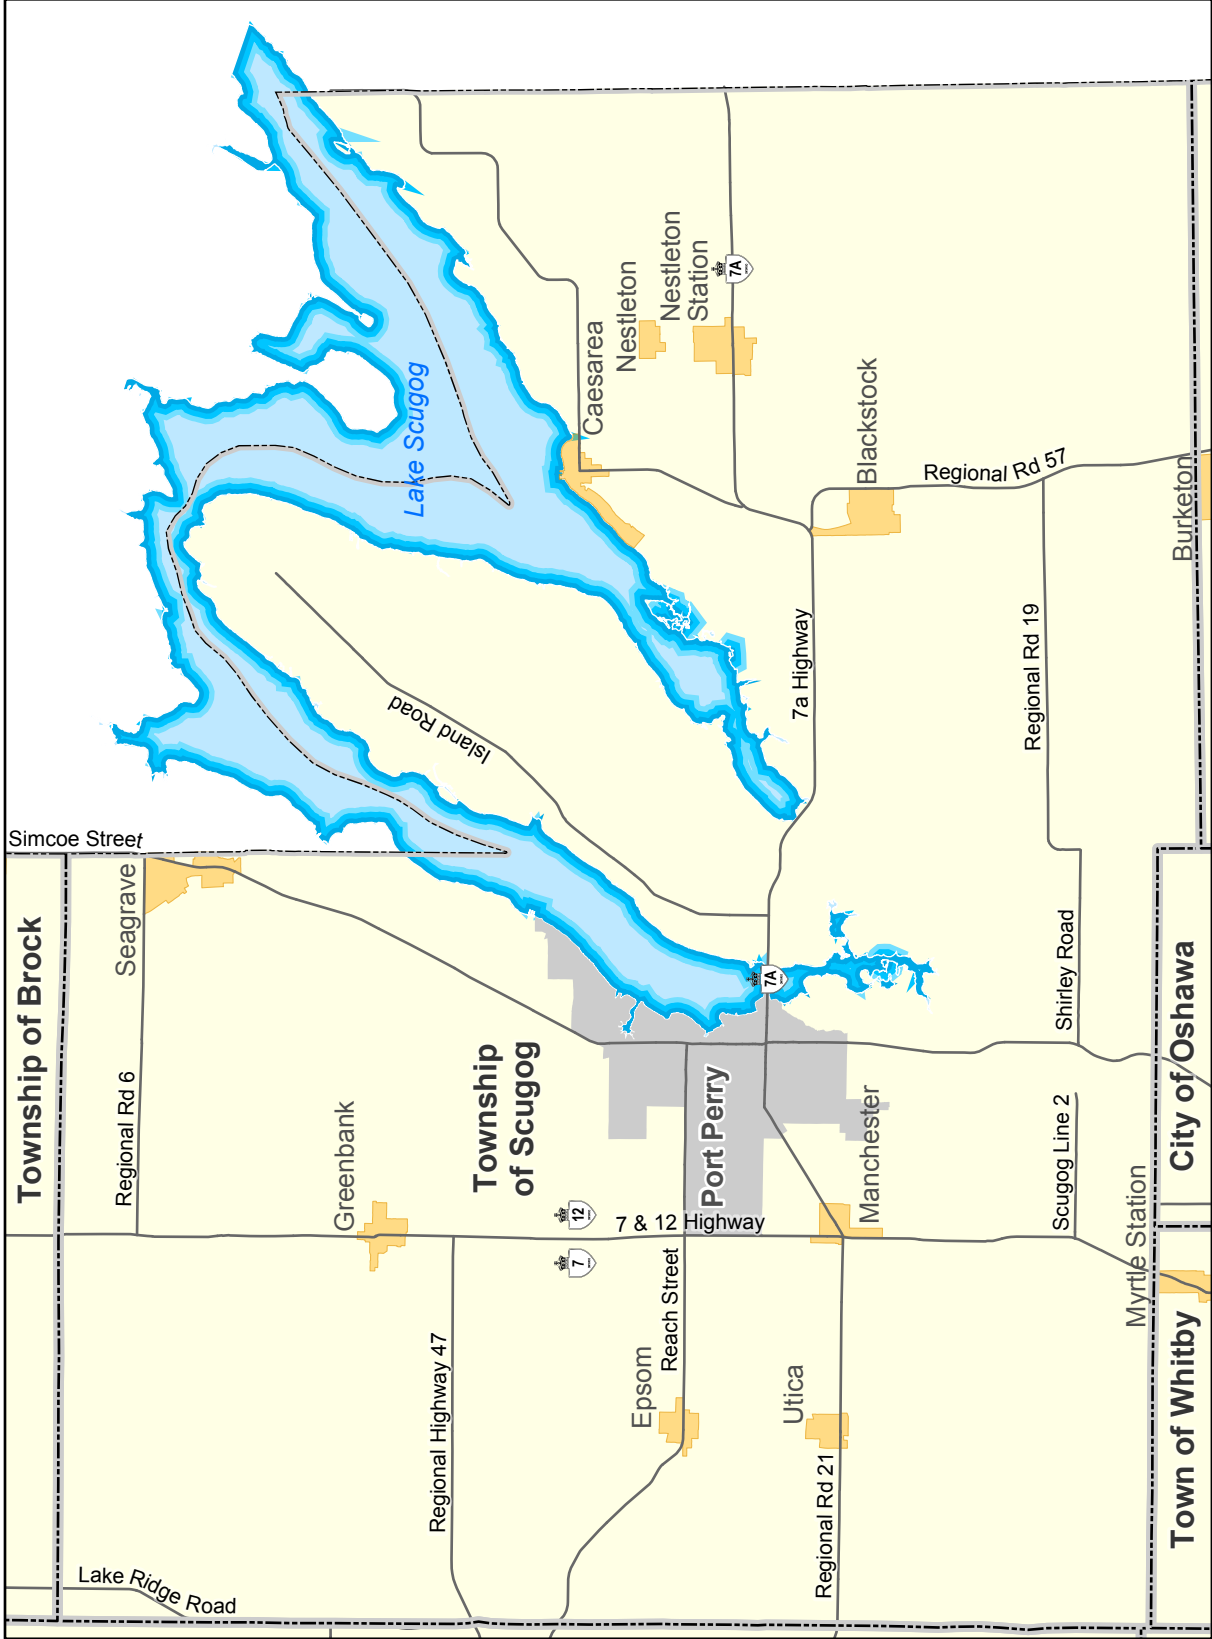 Simcoe Street
Township of Brock
Seagrave
Regional Rd 6
Lake Ridge Road
Greenbank
Regional Highway 47
Township
of Scugog
12
7
7 & 12 Highway
Reach Street
Epsom
Port Perry
Utica
Regional Rd 21
Manchester
Lake Scugog
Island Road
Caesarea
Nestleton
Nestleton
Station
7A
Blackstock
Regional Rd 57
7a Highway
7A
Regional Rd 19
Shirley Road
Scugog Line 2
Burketon
Myrtle Station
City of Oshawa
Town of Whitby